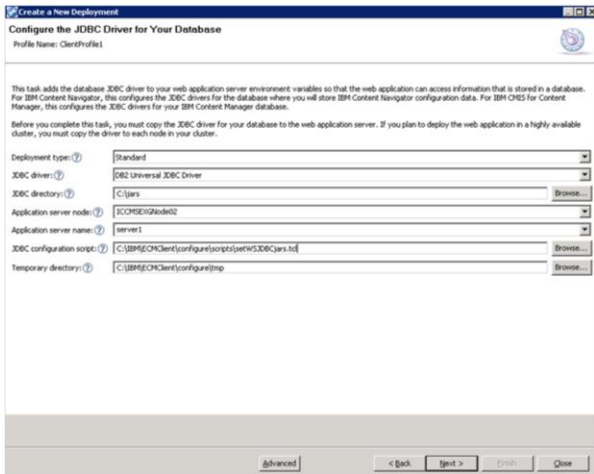 Create a New Deployment
Configure the JDBC Driver for Your Database
Profile Name: ClientProfile1
This task adds the database JDBC driver to your web application server environment variables so that the web application can access information that is stored in a database.
For IBM Content Navigator, this configures the JDBC drivers for the database where you will store IBM Content Navigator configuration data. For IBM CMIS for Content
Manager, this configures the JDBC drivers for your IBM Content Manager database.
Before you complete this task, you must copy the JDBC driver for your database to the web application server. If you plan to deploy the web application in a highly available
cluster, you must copy the driver to each node in your cluster.
Deployment type: (?) Standard
JDBC driver: (?) DB2 Universal JDBC Driver
JDBC directory: (?) C:\jars Browse...
Application server node: (?) ICCMSEXGNode02
Application server name: (?) server1
JDBC configuration script: (?) C:\IBM\ECMClient\configure\scripts\setWSJDBCjars.tcl Browse...
Temporary directory: (?) C:\IBM\ECMClient\configure\tmp Browse...
Advanced < Back Next > Finish Close